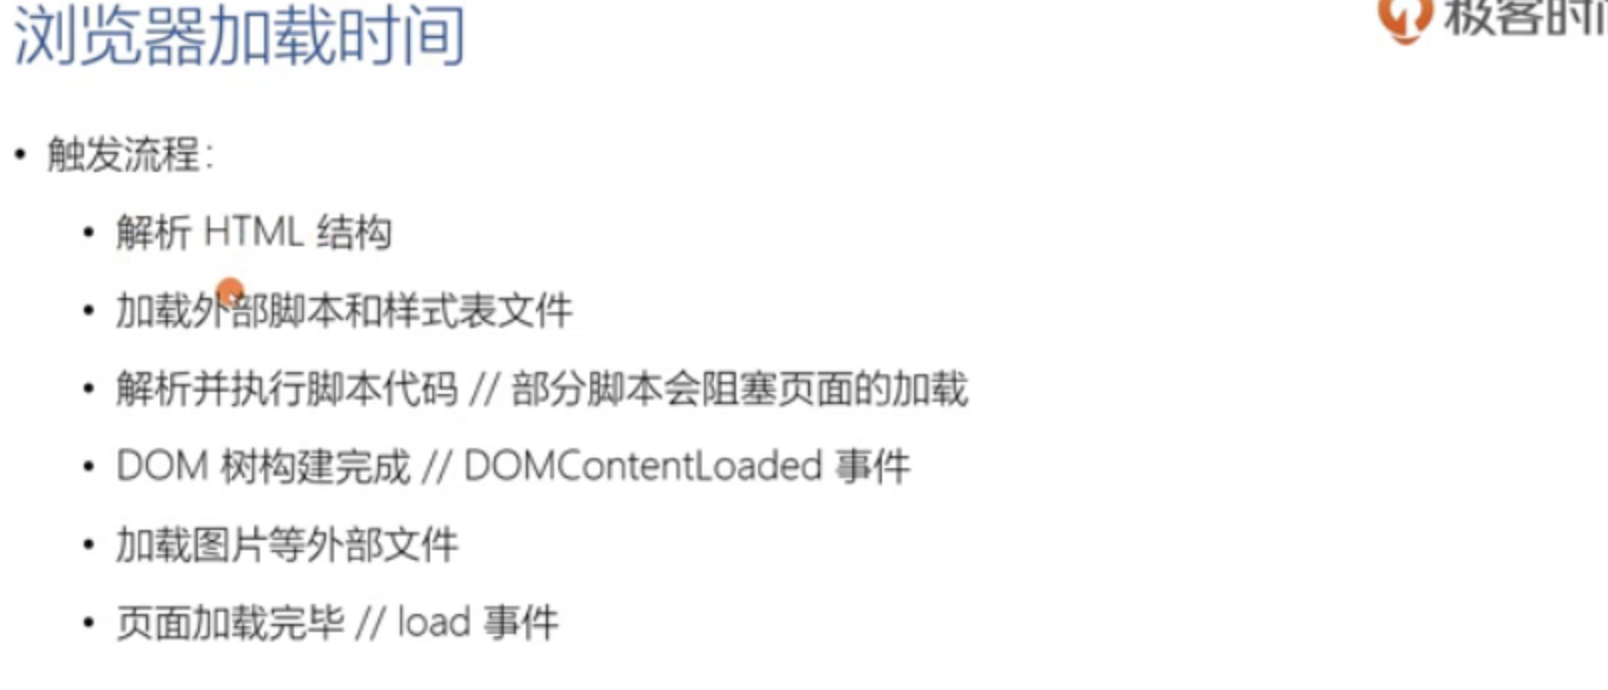 浏览器加载时间
极客时间
• 触发流程：
• 解析 HTML 结构
• 加载外部脚本和样式表文件
• 解析并执行脚本代码 // 部分脚本会阻塞页面的加载
• DOM 树构建完成 // DOMContentLoaded 事件
• 加载图片等外部文件
• 页面加载完毕 // load 事件